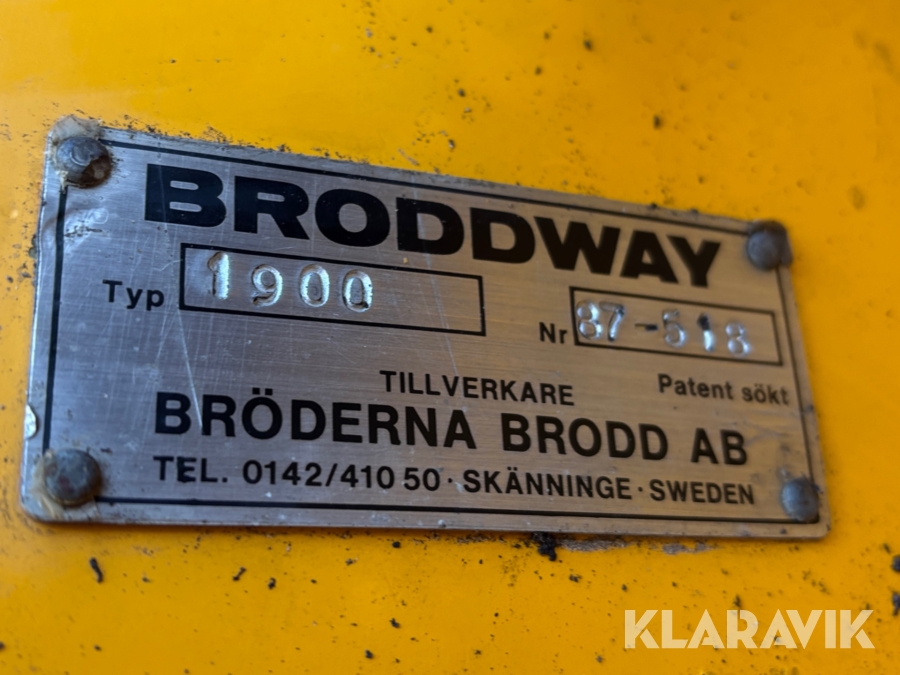 BRODDWAY
Typ 1900
Nr 87-518
TILLVERKARE Patent sökt
BRÖDERNA BRODD AB
TEL. 0142/410 50 · SKÄNNINGE · SWEDEN
KLARAVIK